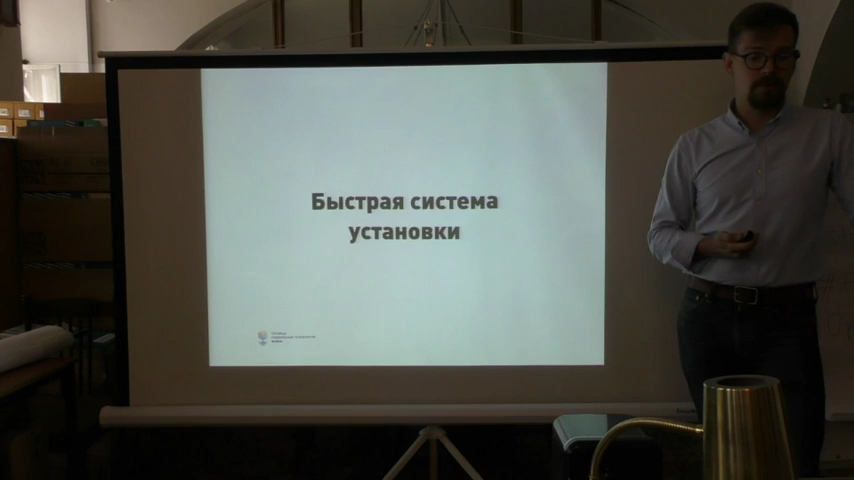 Быстрая система
установки